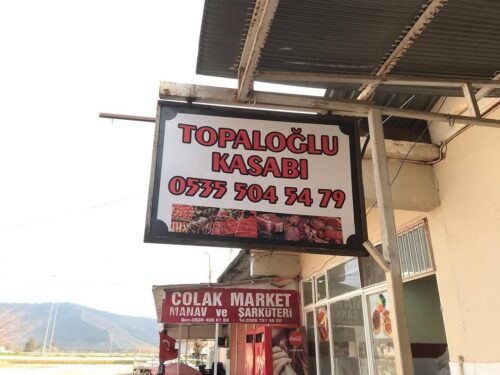 TOPALOĞLU
KASABI
0535 504 54 79
ÇOLAK MARKET
MANAV ve ŞARKÜTERİ